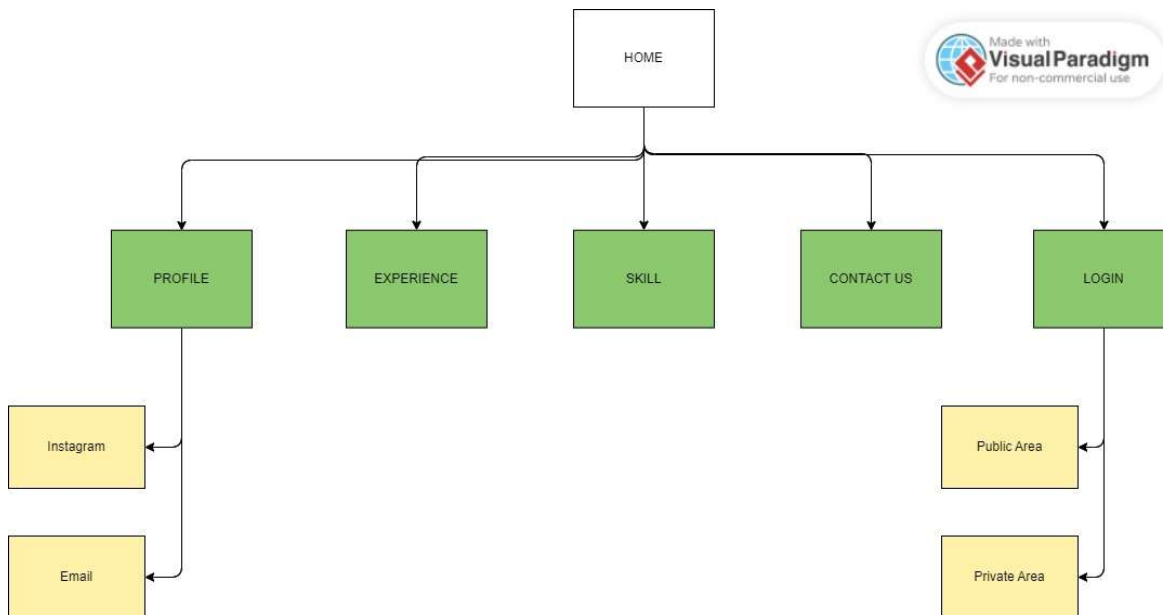 HOME
Made with
Visual Paradigm
For non-commercial use
PROFILE
EXPERIENCE
SKILL
CONTACT US
LOGIN
Instagram
Public Area
Email
Private Area